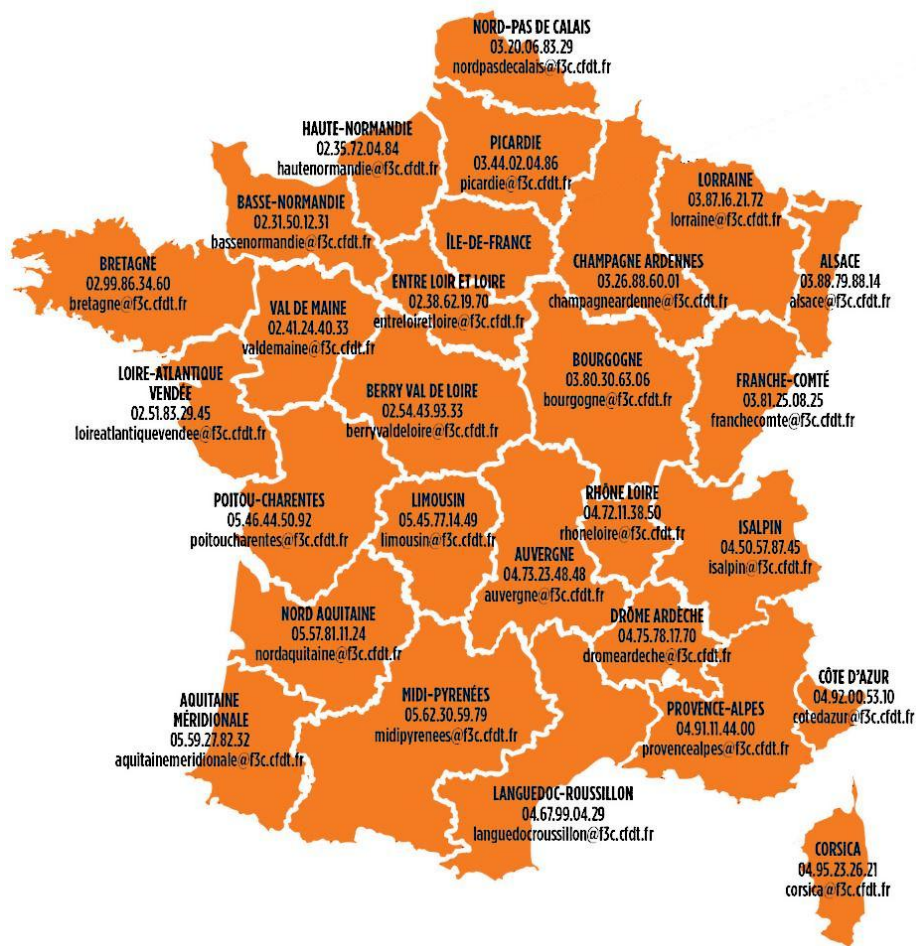 NORD-PAS DE CALAIS
03.20.06.83.29
nordpasdecalais@f3c.cfdt.fr
HAUTE-NORMANDIE
02.35.72.04.84
hautenormandie@f3c.cfdt.fr
PICARDIE
03.44.02.04.86
picardie@f3c.cfdt.fr
LORRAINE
03.87.16.21.72
lorraine@f3c.cfdt.fr
BASSE-NORMANDIE
02.31.50.12.31
bassenormandie@f3c.cfdt.fr
ÎLE-DE-FRANCE
BRETAGNE
02.99.86.34.60
bretagne@f3c.cfdt.fr
ENTRE LOIR ET LOIRE
02.38.62.19.70
entreloiretloire@f3c.cfdt.fr
CHAMPAGNE ARDENNES
03.26.88.60.01
champagneardenne@f3c.cfdt.fr
ALSACE
03.88.79.88.14
alsace@f3c.cfdt.fr
VAL DE MAINE
02.41.24.40.33
valdemaine@f3c.cfdt.fr
LOIRE-ATLANTIQUE
VENDÉE
02.51.83.29.45
loireatlantiquevendee@f3c.cfdt.fr
BERRY VAL DE LOIRE
02.54.43.93.33
berryvaldeloire@f3c.cfdt.fr
BOURGOGNE
03.80.30.63.06
bourgogne@f3c.cfdt.fr
FRANCHE-COMTÉ
03.81.25.08.25
franchecomte@f3c.cfdt.fr
POITOU-CHARENTES
05.46.44.50.92
poitoucharentes@f3c.cfdt.fr
LIMOUSIN
05.45.77.14.49
limousin@f3c.cfdt.fr
RHÔNE LOIRE
04.72.11.38.50
rhoneloire@f3c.cfdt.fr
ISALPIN
04.50.57.87.45
isalpin@f3c.cfdt.fr
AUVERGNE
04.73.23.48.48
auvergne@f3c.cfdt.fr
NORD AQUITAINE
05.57.81.11.24
nordaquitaine@f3c.cfdt.fr
DRÔME ARDÈCHE
04.75.78.17.70
dromeardeche@f3c.cfdt.fr
AQUITAINE
MÉRIDIONALE
05.59.27.82.32
aquitainemeridionale@f3c.cfdt.fr
MIDI-PYRENÉES
05.62.30.59.79
midipyrenees@f3c.cfdt.fr
PROVENCE-ALPES
04.91.11.44.00
provencealpes@f3c.cfdt.fr
CÔTE D'AZUR
04.92.00.53.10
cotedazur@f3c.cfdt.fr
LANGUEDOC-ROUSSILLON
04.67.99.04.29
languedocroussillon@f3c.cfdt.fr
CORSICA
04.95.23.26.21
corsica@f3c.cfdt.fr